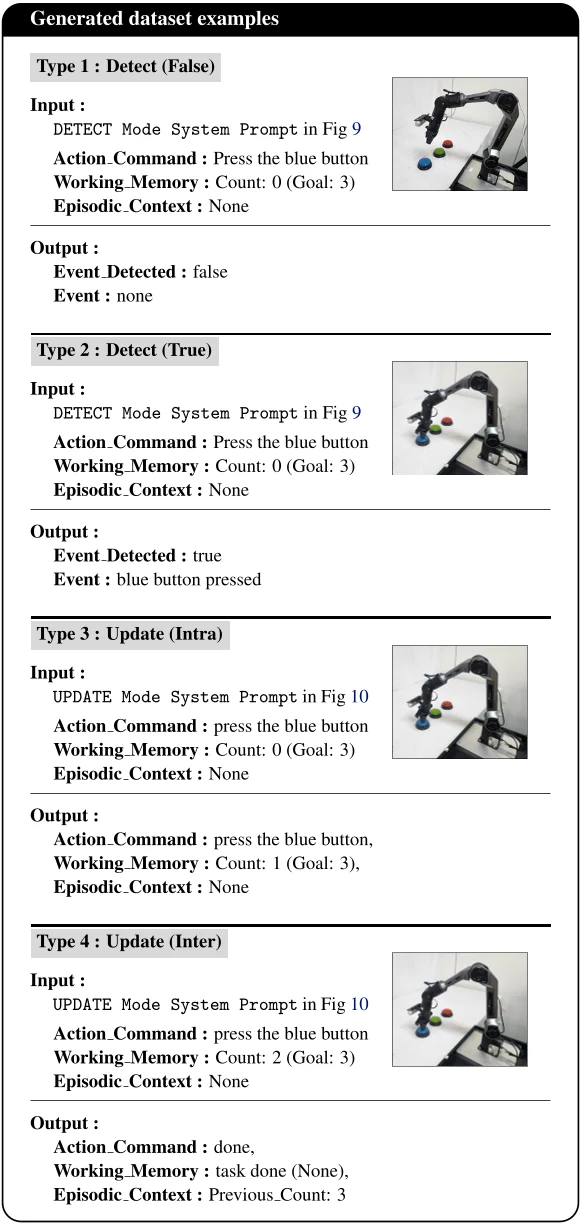 Generated dataset examples
Type 1 : Detect (False)
Input :
DETECT Mode System Prompt in Fig 9
Action_Command : Press the blue button
Working_Memory : Count: 0 (Goal: 3)
Episodic_Context : None
Output :
Event_Detected : false
Event : none
Type 2 : Detect (True)
Input :
DETECT Mode System Prompt in Fig 9
Action_Command : Press the blue button
Working_Memory : Count: 0 (Goal: 3)
Episodic_Context : None
Output :
Event_Detected : true
Event : blue button pressed
Type 3 : Update (Intra)
Input :
UPDATE Mode System Prompt in Fig 10
Action_Command : press the blue button
Working_Memory : Count: 0 (Goal: 3)
Episodic_Context : None
Output :
Action_Command : press the blue button,
Working_Memory : Count: 1 (Goal: 3),
Episodic_Context : None
Type 4 : Update (Inter)
Input :
UPDATE Mode System Prompt in Fig 10
Action_Command : press the blue button
Working_Memory : Count: 2 (Goal: 3)
Episodic_Context : None
Output :
Action_Command : done,
Working_Memory : task done (None),
Episodic_Context : Previous_Count: 3